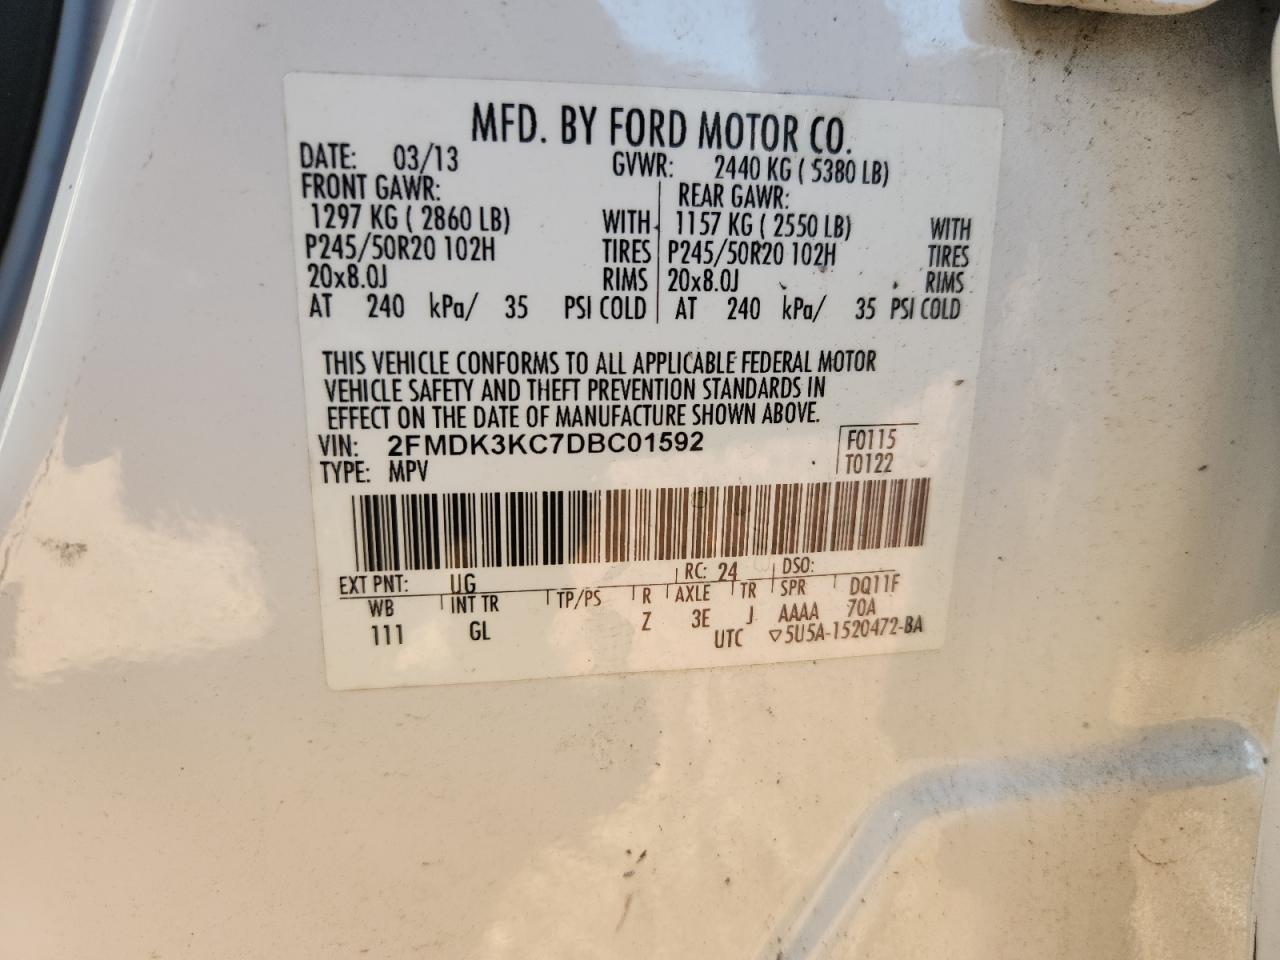 MFD. BY FORD MOTOR CO.
DATE: 03/13 GVWR: 2440 KG ( 5380 LB)
FRONT GAWR: REAR GAWR:
1297 KG ( 2860 LB) WITH 1157 KG ( 2550 LB) WITH
P245/50R20 102H TIRES P245/50R20 102H TIRES
20x8.0J RIMS 20x8.0J RIMS
AT 240 kPa/ 35 PSI COLD AT 240 kPa/ 35 PSI COLD
THIS VEHICLE CONFORMS TO ALL APPLICABLE FEDERAL MOTOR
VEHICLE SAFETY AND THEFT PREVENTION STANDARDS IN
EFFECT ON THE DATE OF MANUFACTURE SHOWN ABOVE.
VIN: 2FMDK3KC7DBC01592 F0115
TYPE: MPV T0122
EXT PNT: UG RC: 24 DSO:
WB INT TR TP/PS R AXLE TR SPR DQ11F
111 GL Z 3E J AAAA 70A
UTC ▽5U5A-1520472-BA